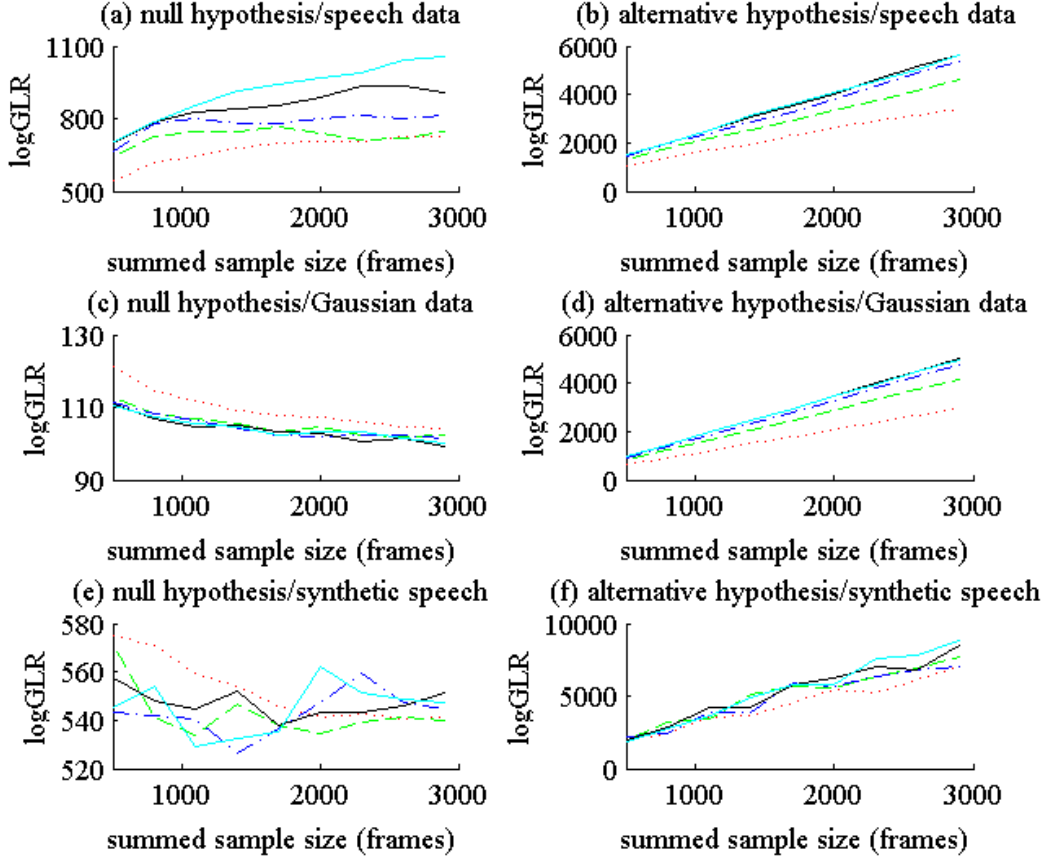 (a) null hypothesis/speech data
1100
800
500
logGLR
1000 2000 3000
summed sample size (frames)
(b) alternative hypothesis/speech data
6000
4000
2000
0
logGLR
1000 2000 3000
summed sample size (frames)
(c) null hypothesis/Gaussian data
130
110
90
logGLR
1000 2000 3000
summed sample size (frames)
(d) alternative hypothesis/Gaussian data
6000
4000
2000
0
logGLR
1000 2000 3000
summed sample size (frames)
(e) null hypothesis/synthetic speech
580
560
540
520
logGLR
1000 2000 3000
summed sample size (frames)
(f) alternative hypothesis/synthetic speech
10000
5000
0
logGLR
1000 2000 3000
summed sample size (frames)